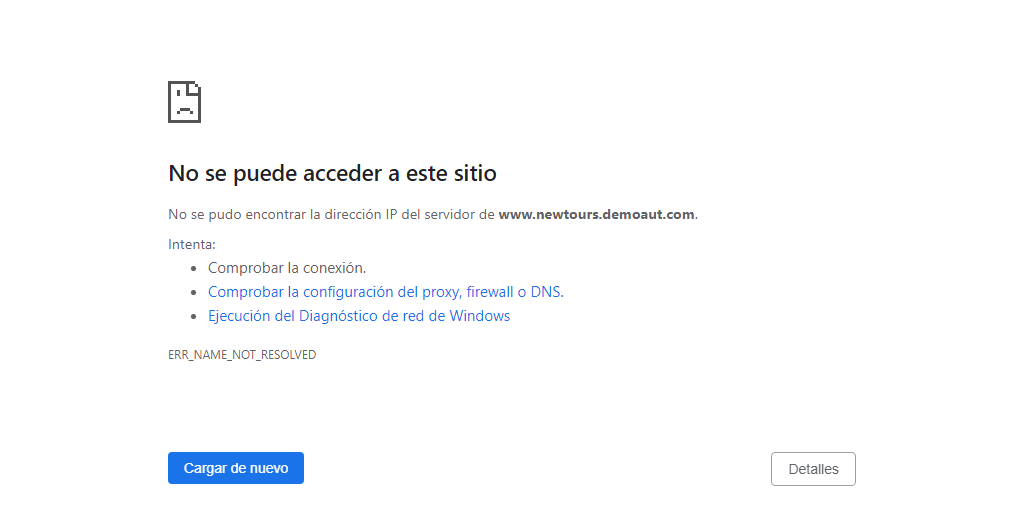 No se puede acceder a este sitio
No se pudo encontrar la dirección IP del servidor de www.newtours.demoaut.com.
Intenta:
Comprobar la conexión.
Comprobar la configuración del proxy, firewall o DNS.
Ejecución del Diagnóstico de red de Windows
ERR_NAME_NOT_RESOLVED
Cargar de nuevo
Detalles